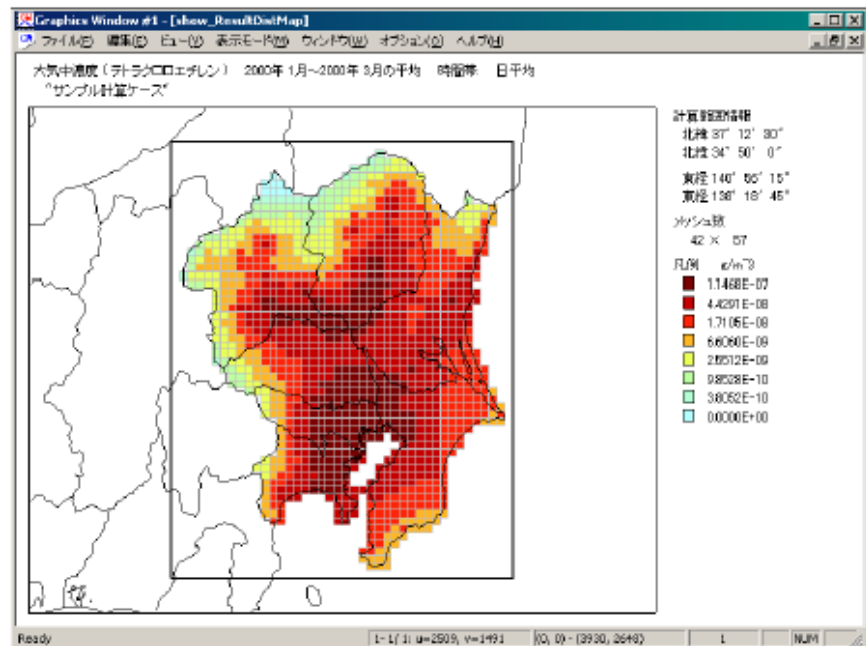 Graphics Window #1 - [show_ResultDistMap]
ファイル(F) 編集(E) ビュー(V) 表示モード(M) ウィンドウ(W) オプション(O) ヘルプ(H)
大気中濃度（テトラクロロエチレン） 2000年 1月～2000年 3月の平均 時間帯 日平均
"サンプル計算ケース"
計算範囲情報
北緯 37° 12' 30"
北緯 34° 50' 0"
東経 140° 56' 15"
東経 138° 18' 45"
メッシュ数
42 × 57
凡例 g/m^3
1.1468E-07
4.4291E-08
1.7105E-08
6.6060E-09
2.5512E-09
9.8528E-10
3.8052E-10
0.0000E+00
Ready 1- 1/ 1: u=2509, v=1491 (0, 0) - (3930, 2648) 1 NUM